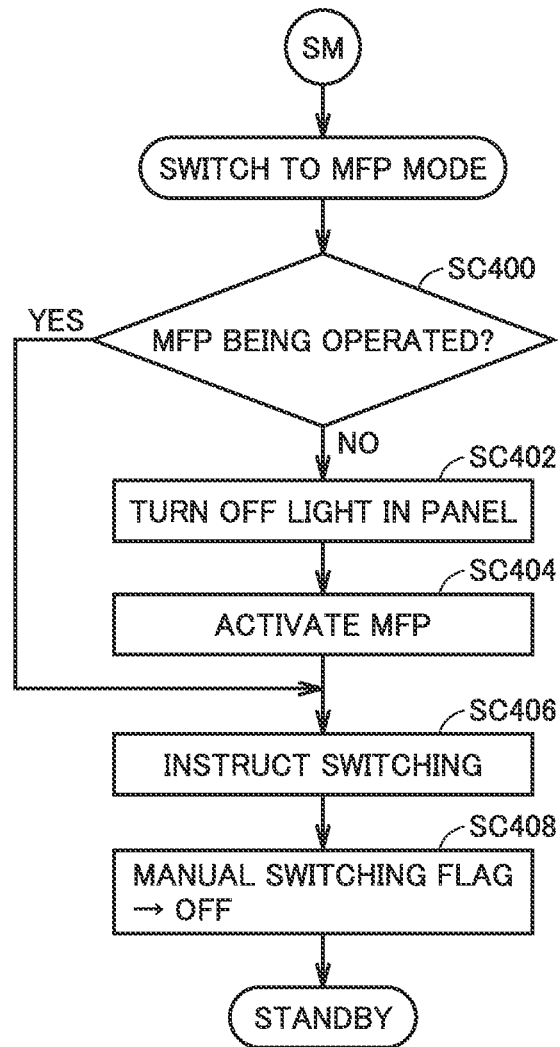 SM
SWITCH TO MFP MODE
SC400
YES
MFP BEING OPERATED?
NO
SC402
TURN OFF LIGHT IN PANEL
SC404
ACTIVATE MFP
SC406
INSTRUCT SWITCHING
SC408
MANUAL SWITCHING FLAG
→ OFF
STANDBY